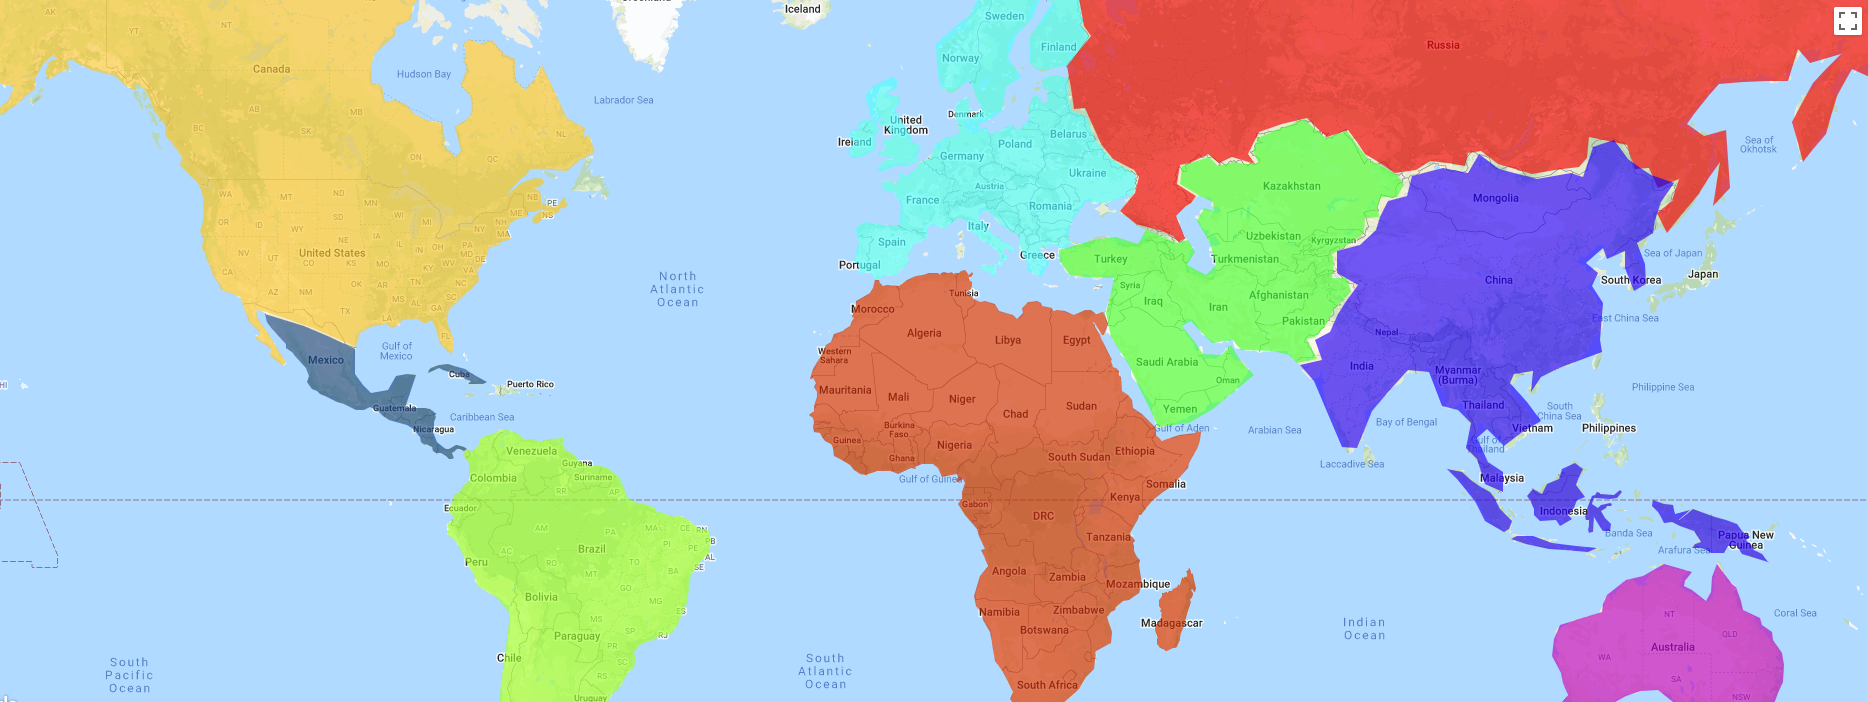 Iceland
Sweden
Finland
Norway
Russia
AK
NT
YT
NU
Canada
Hudson Bay
Labrador Sea
AB
MB
BC
SK
ON
QC
NL
NB
PE
NS
United
Kingdom
Ireland
Denmark
Belarus
Poland
Germany
Ukraine
Austria
France
Romania
Italy
Spain
Portugal
Greece
Sea of
Okhotsk
Kazakhstan
Mongolia
Uzbekistan
Kyrgyzstan
Turkmenistan
Turkey
Syria
Iraq
Iran
Afghanistan
Pakistan
China
Sea of Japan
Japan
South Korea
East China Sea
Nepal
WA
MT
ND
MN
OR
ID
SD
WI
MI
WY
NE
IA
NY
ME
NH
MA
United States
NV
UT
CO
KS
MO
IL
IN
OH
PA
MD
DE
WV
KY
VA
CA
AZ
NM
OK
AR
TN
NC
SC
TX
LA
MS
AL
GA
FL
North
Atlantic
Ocean
Gulf of
Mexico
Mexico
Cuba
Puerto Rico
HI
Guatemala
Caribbean Sea
Nicaragua
Morocco
Tunisia
Algeria
Libya
Egypt
Western
Sahara
Mauritania
Mali
Niger
Chad
Sudan
Burkina
Faso
Guinea
Ghana
Nigeria
South Sudan
Ethiopia
Gulf of Guinea
Somalia
Saudi Arabia
Oman
Yemen
Gulf of Aden
Arabian Sea
India
Myanmar
(Burma)
Thailand
Vietnam
South
China Sea
Philippine Sea
Philippines
Bay of Bengal
Gulf of
Thailand
Laccadive Sea
Malaysia
Indonesia
Banda Sea
Arafura Sea
Papua New
Guinea
Venezuela
Guyana
Suriname
Colombia
Ecuador
RR
AP
AM
PA
MA
CE
RN
PB
PI
PE
AL
SE
AC
RO
TO
BA
MT
GO
MG
ES
MS
SP
RJ
PR
SC
RS
Brazil
Peru
Bolivia
Paraguay
Chile
Uruguay
Gabon
DRC
Kenya
Tanzania
Angola
Zambia
Mozambique
Namibia
Zimbabwe
Botswana
Madagascar
South Africa
South
Pacific
Ocean
South
Atlantic
Ocean
Indian
Ocean
Coral Sea
NT
QLD
Australia
WA
SA
NSW